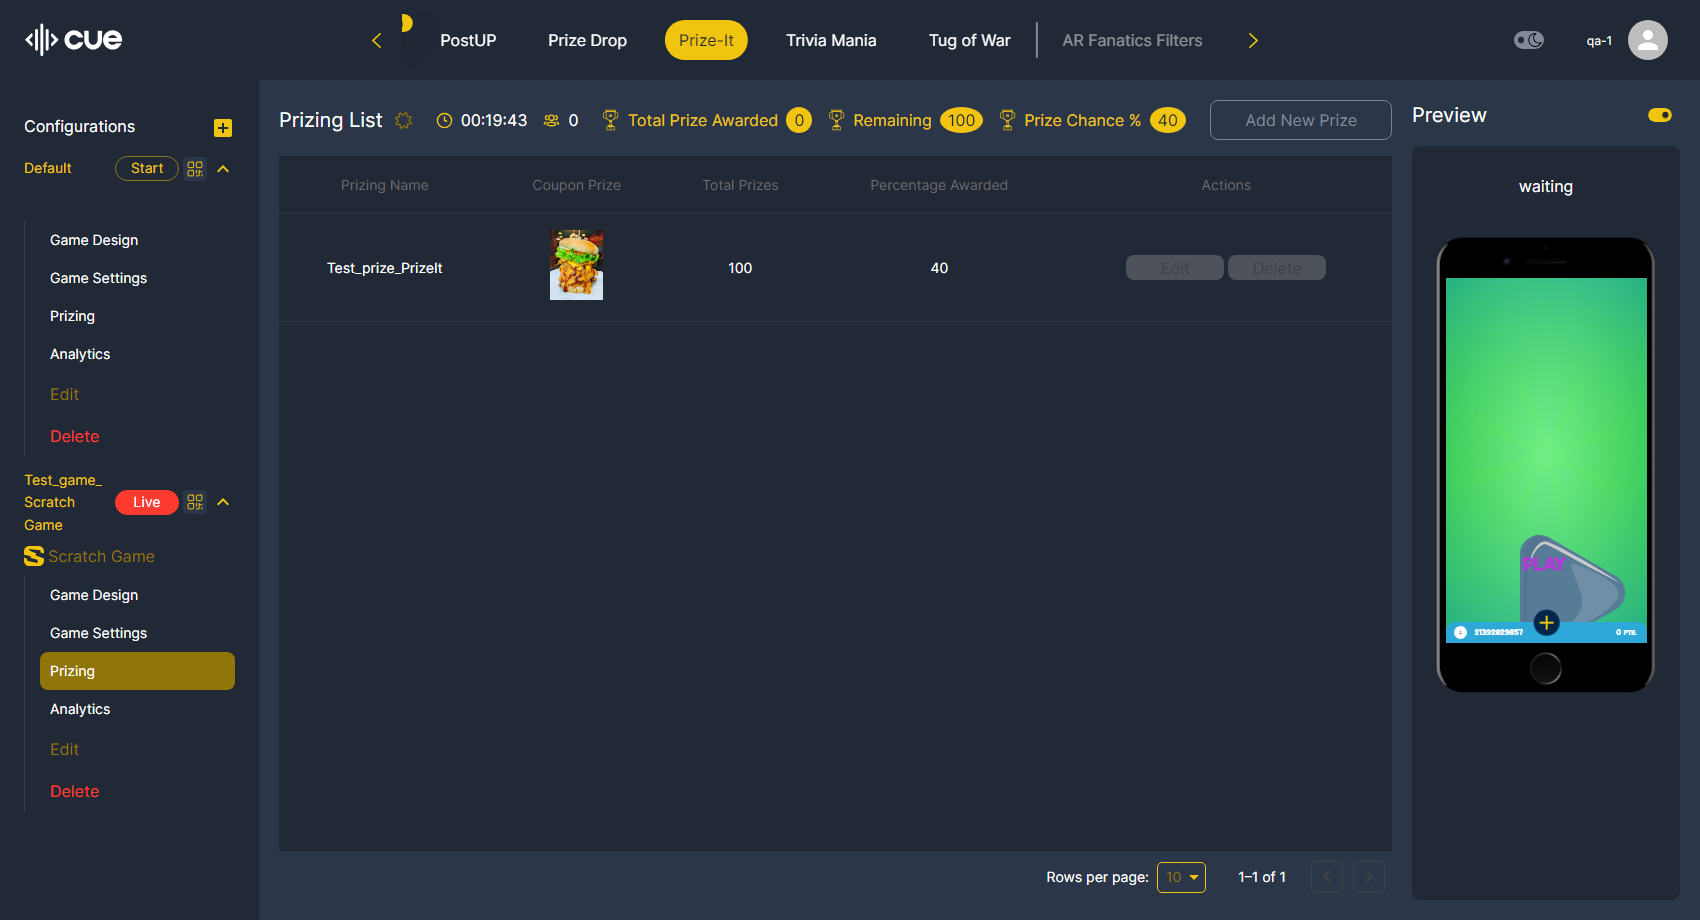 cue
PostUP
Prize Drop
Prize-It
Trivia Mania
Tug of War
AR Fanatics Filters
qa-1
Configurations
Default
Start
Game Design
Game Settings
Prizing
Analytics
Edit
Delete
Test_game_
Scratch
Game
Live
Scratch Game
Game Design
Game Settings
Prizing
Analytics
Edit
Delete
Prizing List
00:19:43
0
Total Prize Awarded 0
Remaining 100
Prize Chance % 40
Add New Prize
Prizing Name
Coupon Prize
Total Prizes
Percentage Awarded
Actions
Test_prize_PrizeIt
100
40
Edit
Delete
Rows per page: 10
1–1 of 1
Preview
waiting
PLAY
21392829857
0 PTS.